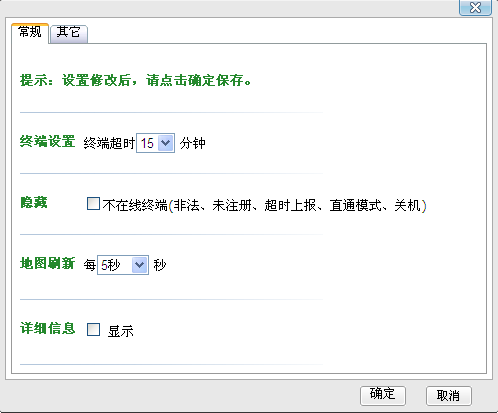 常规 其它
提示：设置修改后，请点击确定保存。
终端设置 终端超时 15 分钟
隐藏 不在线终端(非法、未注册、超时上报、直通模式、关机)
地图刷新 每 5秒 秒
详细信息 显示
确定 取消